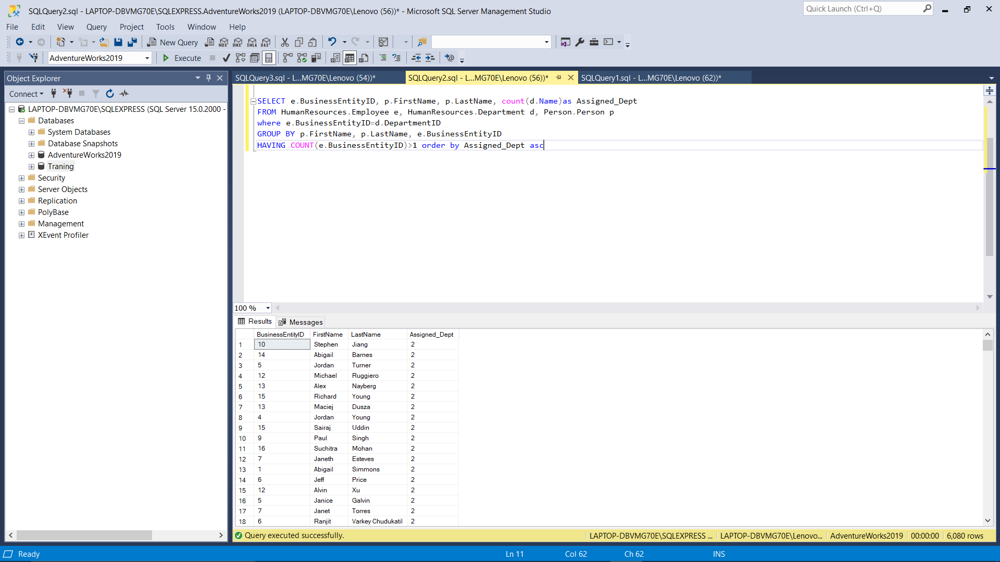 SQLQuery2.sql - LAPTOP-DBVMG70E\SQLEXPRESS.AdventureWorks2019 (LAPTOP-DBVMG70E\Lenovo (56))* - Microsoft SQL Server Management Studio
Quick Launch (Ctrl+Q)
File Edit View Query Project Tools Window Help
New Query MDX DMX XMLA DAX
AdventureWorks2019 Execute
Object Explorer
Connect
LAPTOP-DBVMG70E\SQLEXPRESS (SQL Server 15.0.2000 -
Databases
System Databases
Database Snapshots
AdventureWorks2019
Traning
Security
Server Objects
Replication
PolyBase
Management
XEvent Profiler
SQLQuery3.sql - L...MG70E\Lenovo (54))* SQLQuery2.sql - L...MG70E\Lenovo (56))* SQLQuery1.sql - L...MG70E\Lenovo (62))*
SELECT e.BusinessEntityID, p.FirstName, p.LastName, count(d.Name)as Assigned_Dept
FROM HumanResources.Employee e, HumanResources.Department d, Person.Person p
where e.BusinessEntityID=d.DepartmentID
GROUP BY p.FirstName, p.LastName, e.BusinessEntityID
HAVING COUNT(e.BusinessEntityID)>1 order by Assigned_Dept asc
100 %
Results Messages
BusinessEntityID FirstName LastName Assigned_Dept
1 10 Stephen Jiang 2
2 14 Abigail Barnes 2
3 5 Jordan Turner 2
4 12 Michael Ruggiero 2
5 13 Alex Nayberg 2
6 15 Richard Young 2
7 13 Maciej Dusza 2
8 4 Jordan Young 2
9 15 Sairaj Uddin 2
10 9 Paul Singh 2
11 16 Suchitra Mohan 2
12 7 Janeth Esteves 2
13 1 Abigail Simmons 2
14 6 Jeff Price 2
15 12 Alvin Xu 2
16 5 Janice Galvin 2
17 7 Janet Torres 2
18 6 Ranjit Varkey Chudukatil 2
Query executed successfully. LAPTOP-DBVMG70E\SQLEXPRESS ... LAPTOP-DBVMG70E\Lenovo... AdventureWorks2019 00:00:00 6,080 rows
Ready Ln 11 Col 62 Ch 62 INS